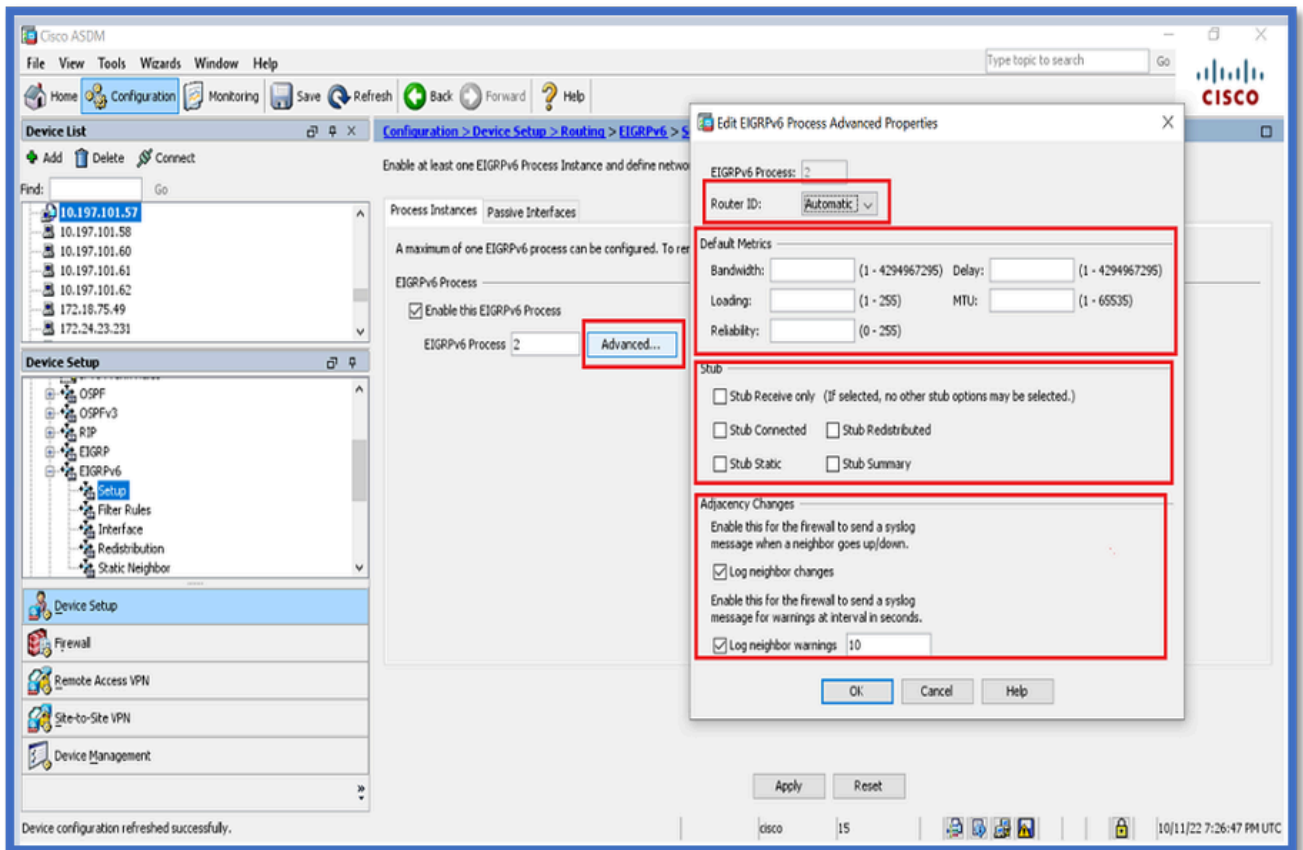 Cisco ASDM
File View Tools Wizards Window Help
Type topic to search Go
CISCO
Home Configuration Monitoring Save Refresh Back Forward Help
Device List
Add Delete Connect
Find: Go
10.197.101.57
10.197.101.58
10.197.101.60
10.197.101.61
10.197.101.62
172.18.75.49
172.24.23.231
Device Setup
OSPF
OSPFv3
RIP
EIGRP
EIGRPv6
Setup
Filter Rules
Interface
Redistribution
Static Neighbor
Device Setup
Firewall
Remote Access VPN
Site-to-Site VPN
Device Management
Configuration > Device Setup > Routing > EIGRPv6 > S
Enable at least one EIGRPv6 Process Instance and define netwo
Process Instances Passive Interfaces
A maximum of one EIGRPv6 process can be configured. To rer
EIGRPv6 Process
Enable this EIGRPv6 Process
EIGRPv6 Process 2 Advanced...
Edit EIGRPv6 Process Advanced Properties
EIGRPv6 Process: 2
Router ID: Automatic
Default Metrics
Bandwidth: (1 - 4294967295) Delay: (1 - 4294967295)
Loading: (1 - 255) MTU: (1 - 65535)
Reliability: (0 - 255)
Stub
Stub Receive only (If selected, no other stub options may be selected.)
Stub Connected Stub Redistributed
Stub Static Stub Summary
Adjacency Changes
Enable this for the firewall to send a syslog
message when a neighbor goes up/down.
Log neighbor changes
Enable this for the firewall to send a syslog
message for warnings at interval in seconds.
Log neighbor warnings 10
OK Cancel Help
Apply Reset
Device configuration refreshed successfully.
cisco 15 10/11/22 7:26:47 PM UTC